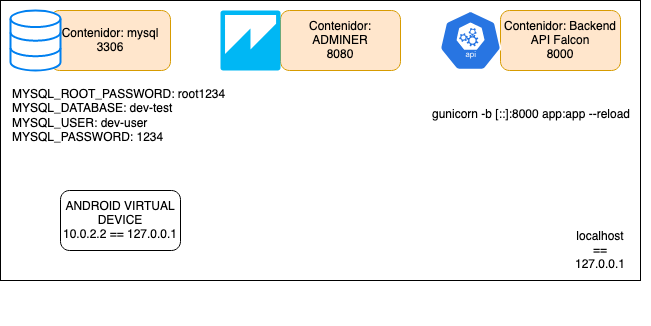 Contenidor: mysql
3306
Contenidor:
ADMINER
8080
Contenidor: Backend
API Falcon
8000
api
MYSQL_ROOT_PASSWORD: root1234
MYSQL_DATABASE: dev-test
MYSQL_USER: dev-user
MYSQL_PASSWORD: 1234
gunicorn -b [::]:8000 app:app --reload
ANDROID VIRTUAL
DEVICE
10.0.2.2 == 127.0.0.1
localhost
==
127.0.0.1